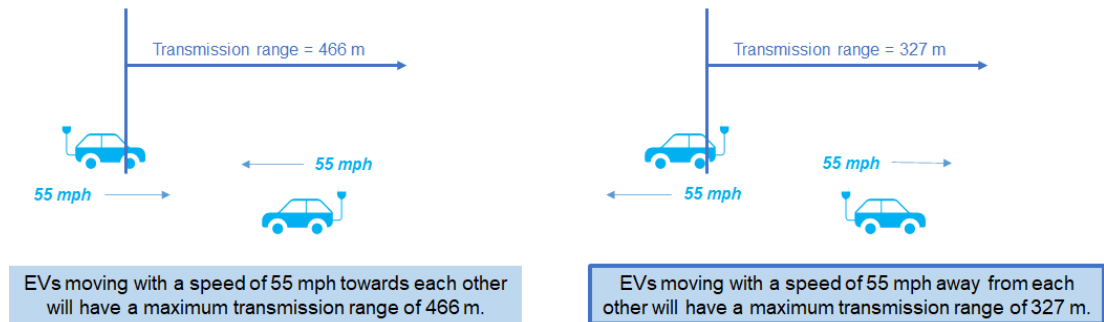 Transmission range = 466 m
55 mph
55 mph
EVs moving with a speed of 55 mph towards each other
will have a maximum transmission range of 466 m.
Transmission range = 327 m
55 mph
55 mph
EVs moving with a speed of 55 mph away from each
other will have a maximum transmission range of 327 m.